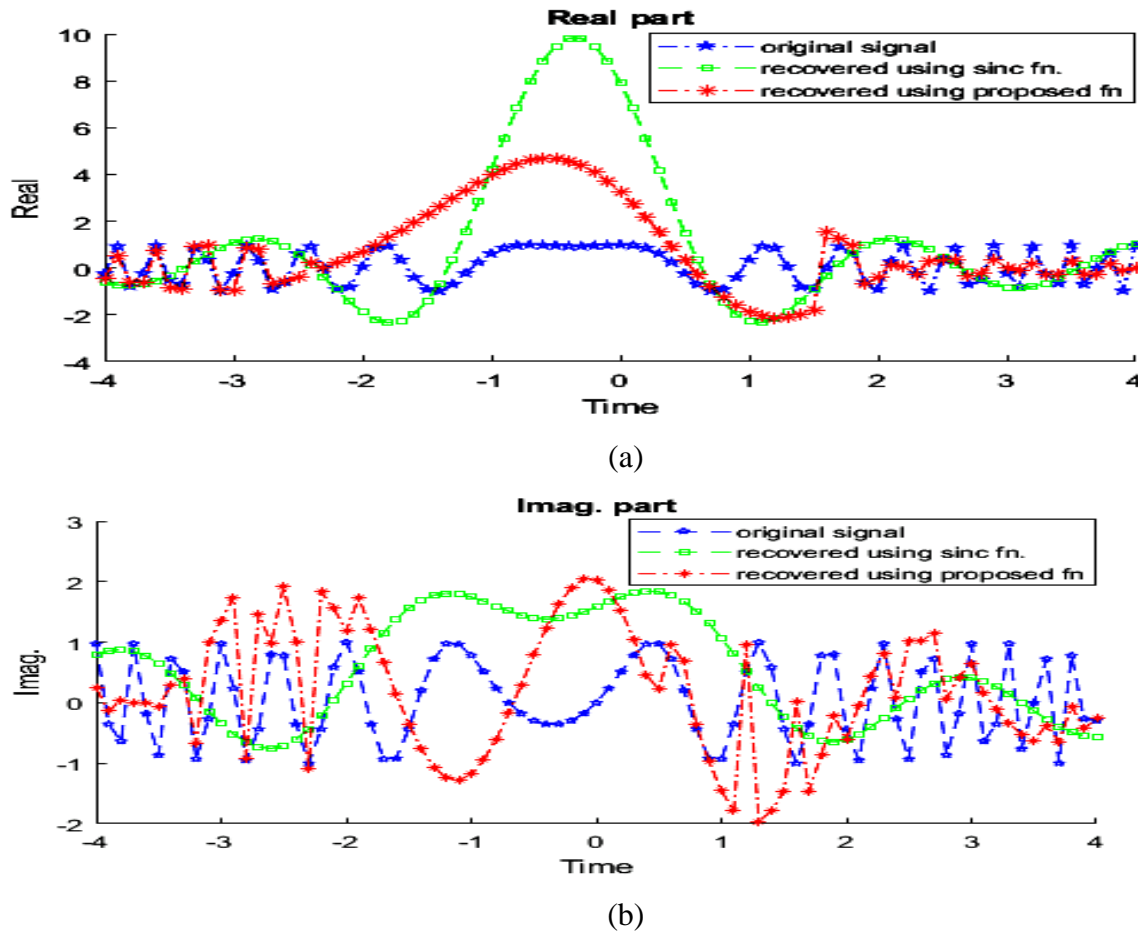 Real part
original signal
recovered using sinc fn.
recovered using proposed fn
10
8
6
4
2
0
-2
-4
Real
-4 -3 -2 -1 0 1 2 3 4
Time
(a)
Imag. part
original signal
recovered using sinc fn.
recovered using proposed fn
3
2
1
0
-1
-2
Imag.
-4 -3 -2 -1 0 1 2 3 4
Time
(b)